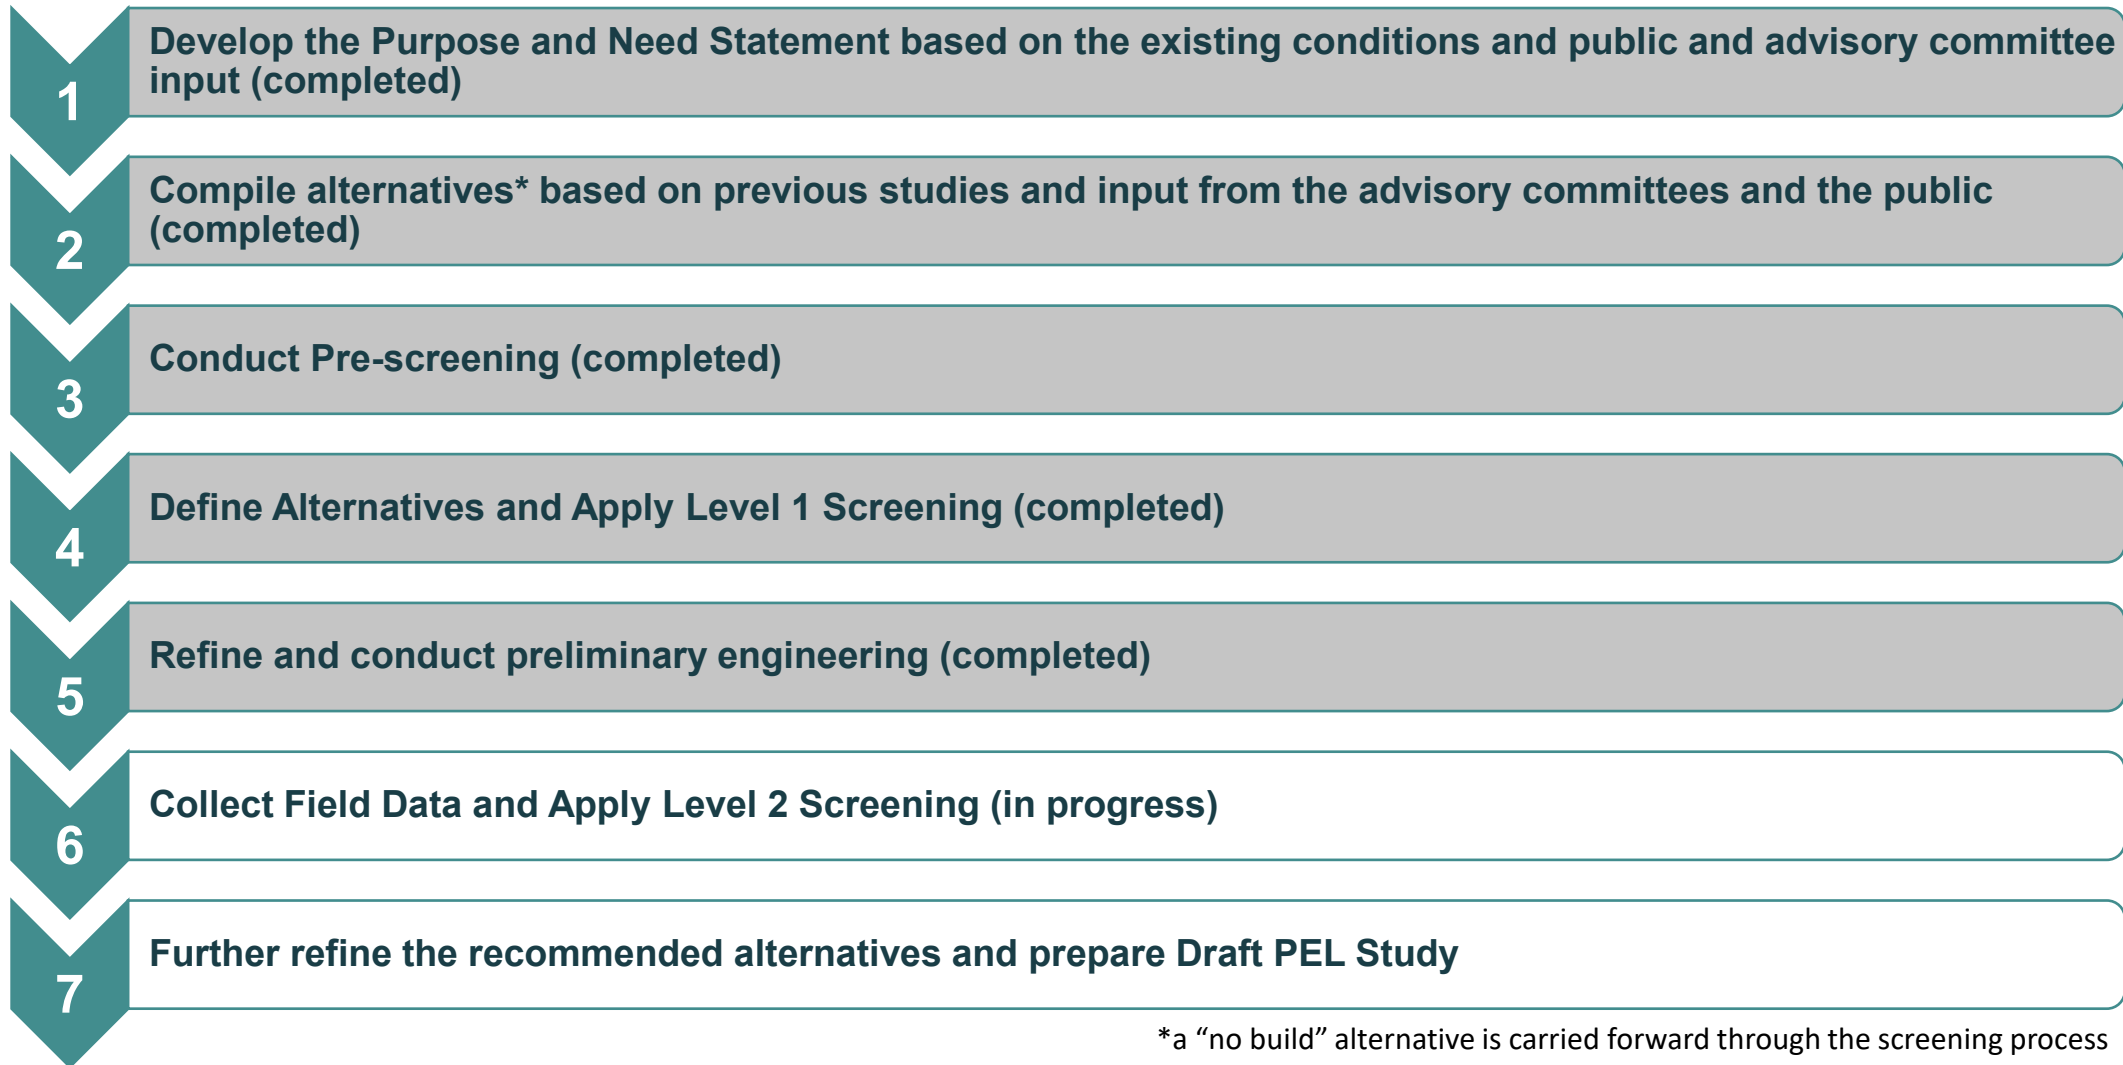 1
Develop the Purpose and Need Statement based on the existing conditions and public and advisory committee
input (completed)
2
Compile alternatives* based on previous studies and input from the advisory committees and the public
(completed)
3
Conduct Pre-screening (completed)
4
Define Alternatives and Apply Level 1 Screening (completed)
5
Refine and conduct preliminary engineering (completed)
6
Collect Field Data and Apply Level 2 Screening (in progress)
7
Further refine the recommended alternatives and prepare Draft PEL Study
*a “no build” alternative is carried forward through the screening process